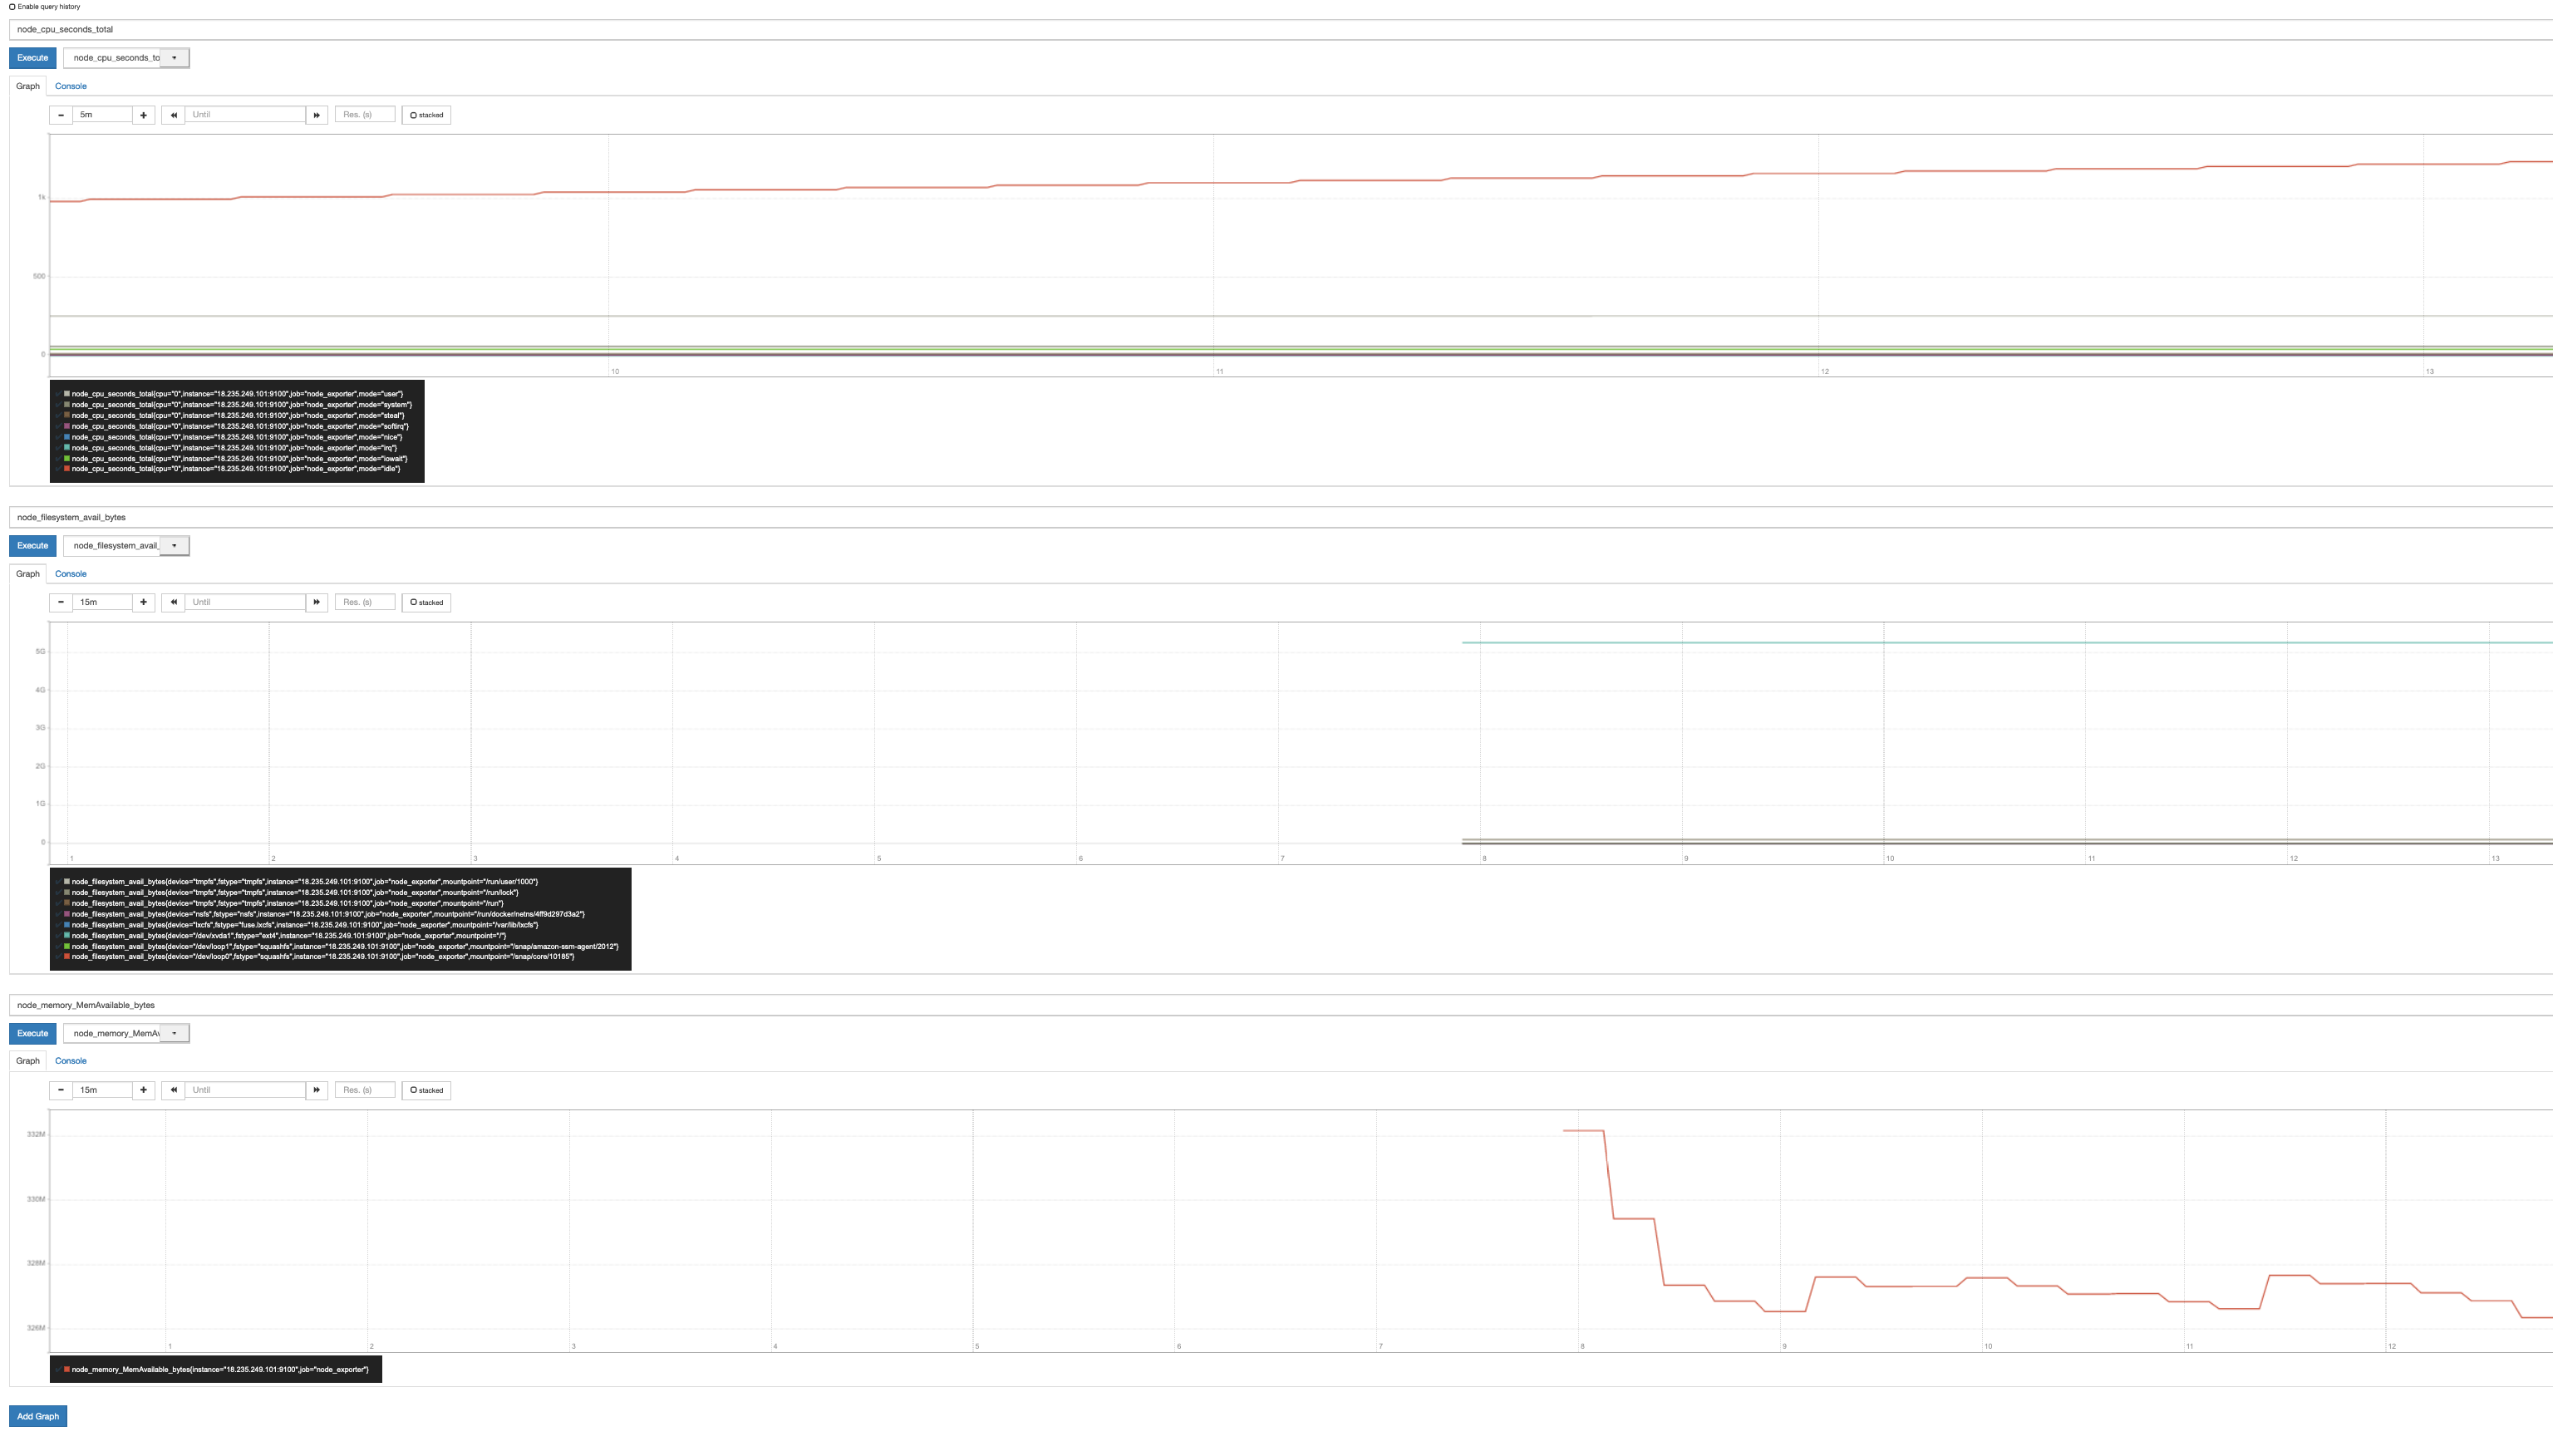 Enable query history
node_cpu_seconds_total
Execute node_cpu_seconds_to
Graph Console
− 5m + Until Res. (s) stacked
1k
500
0
10 11 12 13
node_cpu_seconds_total{cpu="0",instance="18.235.249.101:9100",job="node_exporter",mode="user"}
node_cpu_seconds_total{cpu="0",instance="18.235.249.101:9100",job="node_exporter",mode="system"}
node_cpu_seconds_total{cpu="0",instance="18.235.249.101:9100",job="node_exporter",mode="steal"}
node_cpu_seconds_total{cpu="0",instance="18.235.249.101:9100",job="node_exporter",mode="softirq"}
node_cpu_seconds_total{cpu="0",instance="18.235.249.101:9100",job="node_exporter",mode="nice"}
node_cpu_seconds_total{cpu="0",instance="18.235.249.101:9100",job="node_exporter",mode="irq"}
node_cpu_seconds_total{cpu="0",instance="18.235.249.101:9100",job="node_exporter",mode="iowait"}
node_cpu_seconds_total{cpu="0",instance="18.235.249.101:9100",job="node_exporter",mode="idle"}
node_filesystem_avail_bytes
Execute node_filesystem_avail_
Graph Console
− 15m + Until Res. (s) stacked
5G
4G
3G
2G
1G
0
1 2 3 4 5 6 7 8 9 10 11 12 13
node_filesystem_avail_bytes{device="tmpfs",fstype="tmpfs",instance="18.235.249.101:9100",job="node_exporter",mountpoint="/run/user/1000"}
node_filesystem_avail_bytes{device="tmpfs",fstype="tmpfs",instance="18.235.249.101:9100",job="node_exporter",mountpoint="/run/lock"}
node_filesystem_avail_bytes{device="tmpfs",fstype="tmpfs",instance="18.235.249.101:9100",job="node_exporter",mountpoint="/run"}
node_filesystem_avail_bytes{device="nsfs",fstype="nsfs",instance="18.235.249.101:9100",job="node_exporter",mountpoint="/run/docker/netns/4ff9d297d3a2"}
node_filesystem_avail_bytes{device="lxcfs",fstype="fuse.lxcfs",instance="18.235.249.101:9100",job="node_exporter",mountpoint="/var/lib/lxcfs"}
node_filesystem_avail_bytes{device="/dev/xvda1",fstype="ext4",instance="18.235.249.101:9100",job="node_exporter",mountpoint="/"}
node_filesystem_avail_bytes{device="/dev/loop1",fstype="squashfs",instance="18.235.249.101:9100",job="node_exporter",mountpoint="/snap/amazon-ssm-agent/2012"}
node_filesystem_avail_bytes{device="/dev/loop0",fstype="squashfs",instance="18.235.249.101:9100",job="node_exporter",mountpoint="/snap/core/10185"}
node_memory_MemAvailable_bytes
Execute node_memory_MemAv
Graph Console
− 15m + Until Res. (s) stacked
332M
330M
328M
326M
1 2 3 4 5 6 7 8 9 10 11 12
node_memory_MemAvailable_bytes{instance="18.235.249.101:9100",job="node_exporter"}
Add Graph